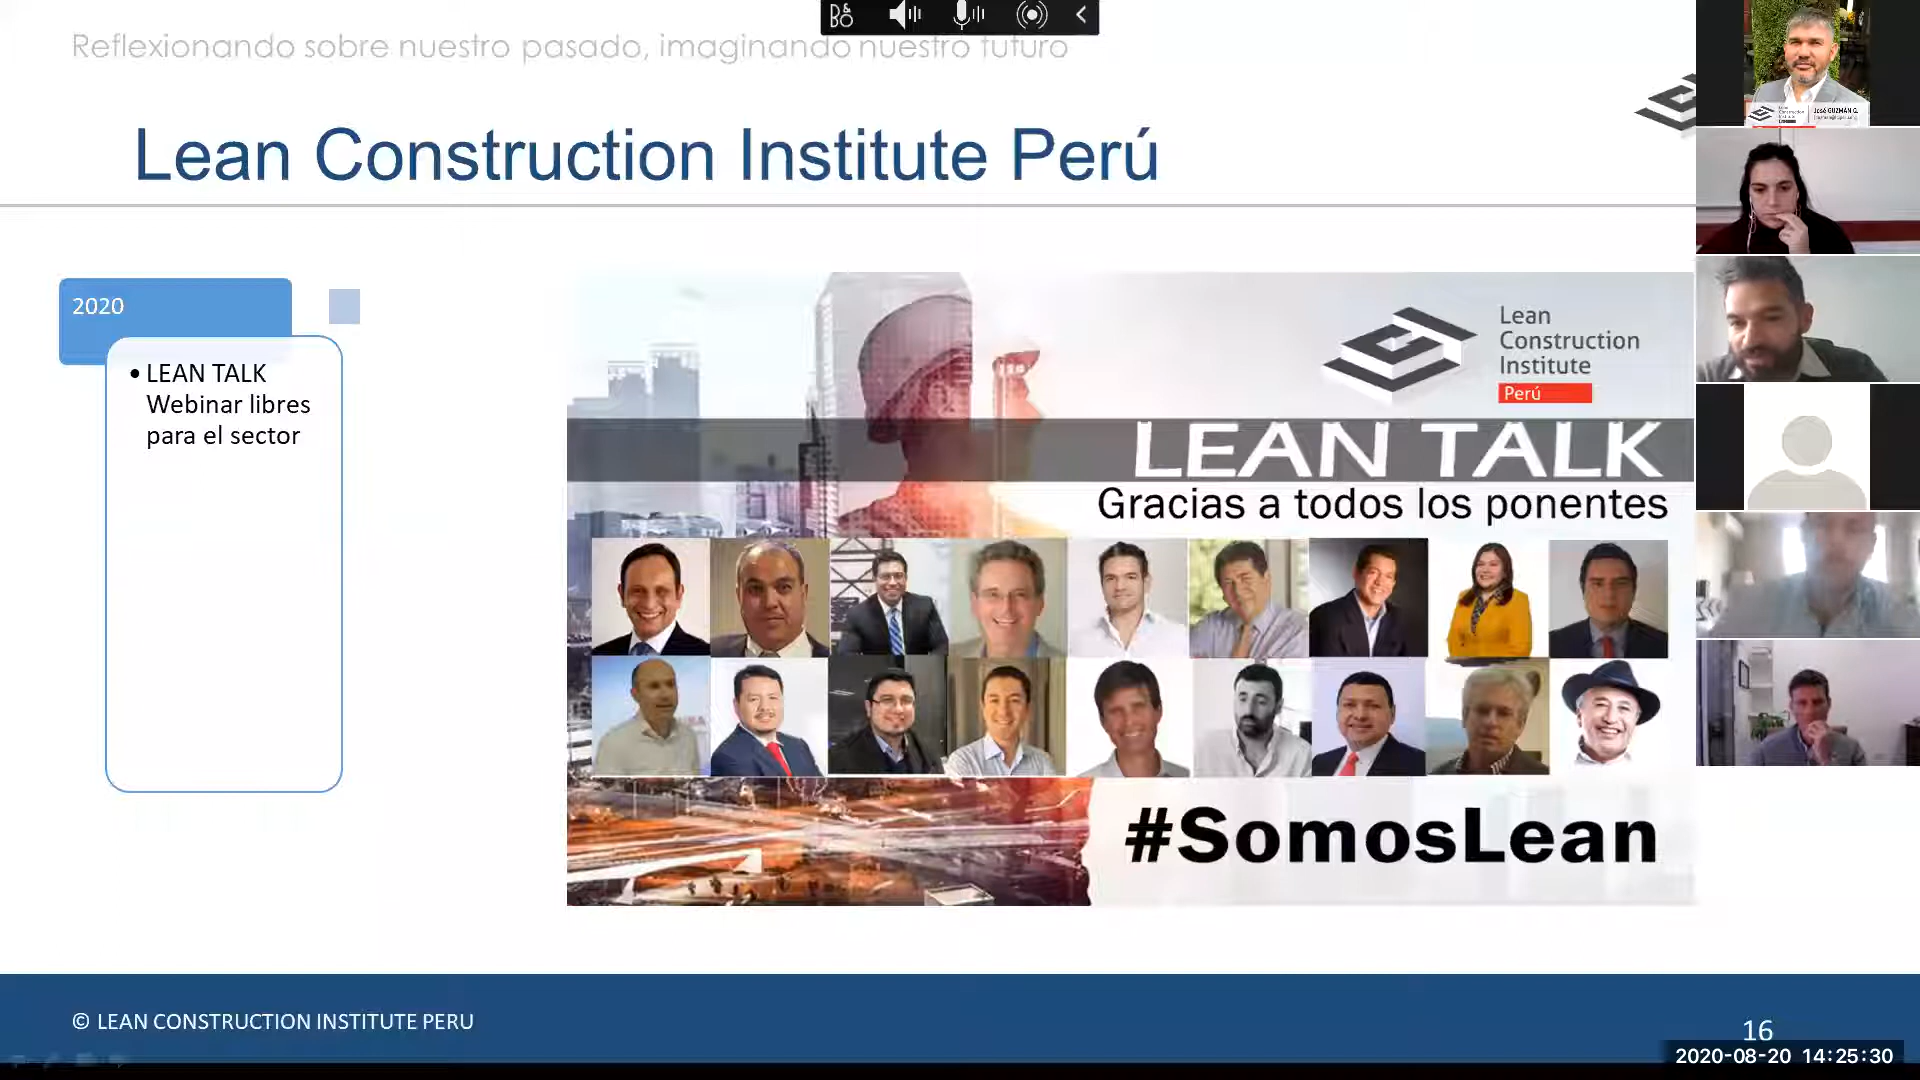 Reflexionando sobre nuestro pasado, imaginando nuestro futuro
Lean Construction Institute Perú
2020
• LEAN TALK
Webinar libres
para el sector
Lean
Construction
Institute
Perú
LEAN TALK
Gracias a todos los ponentes
#SomosLean
© LEAN CONSTRUCTION INSTITUTE PERU
16
2020-08-20 14:25:30
B&O
José GUZMÁN G.